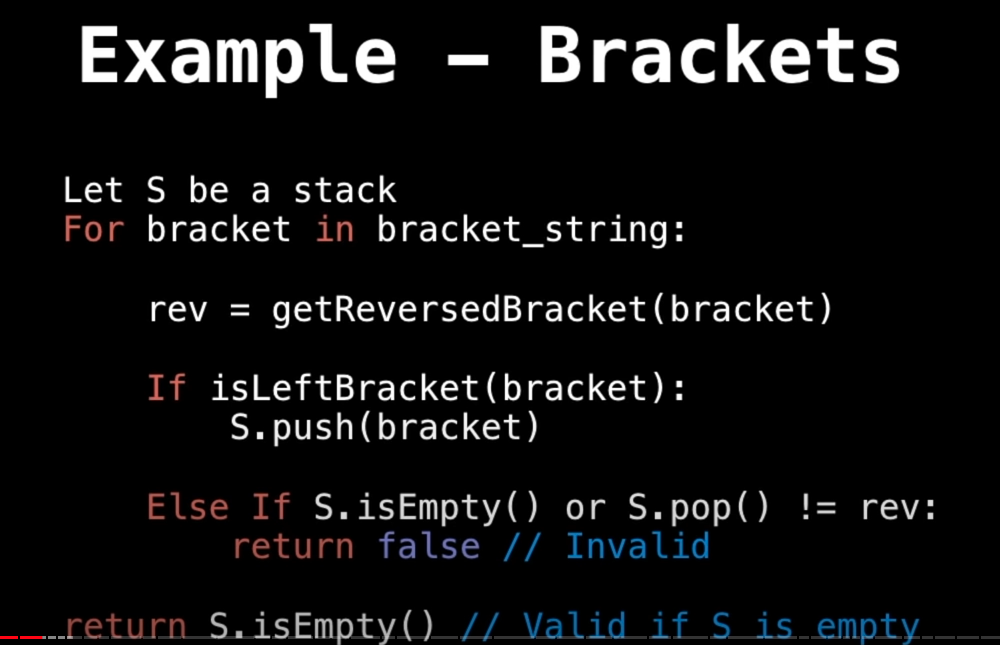 Example – Brackets
Let S be a stack
For bracket in bracket_string:
rev = getReversedBracket(bracket)
If isLeftBracket(bracket):
S.push(bracket)
Else If S.isEmpty() or S.pop() != rev:
return false // Invalid
return S.isEmpty() // Valid if S is empty